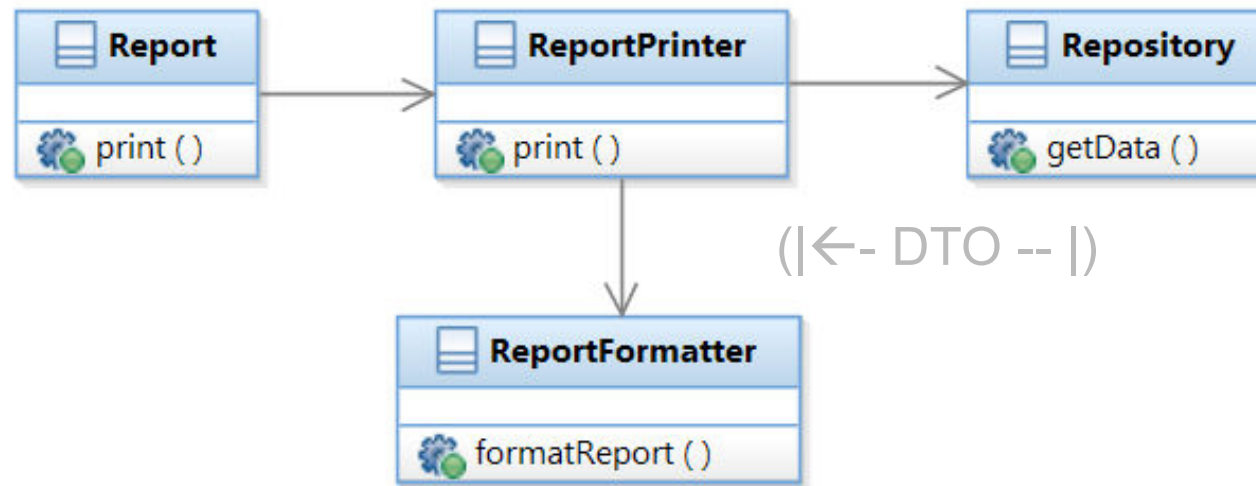 Report
print ( )
ReportPrinter
print ( )
Repository
getData ( )
(|←- DTO -- |)
ReportFormatter
formatReport ( )